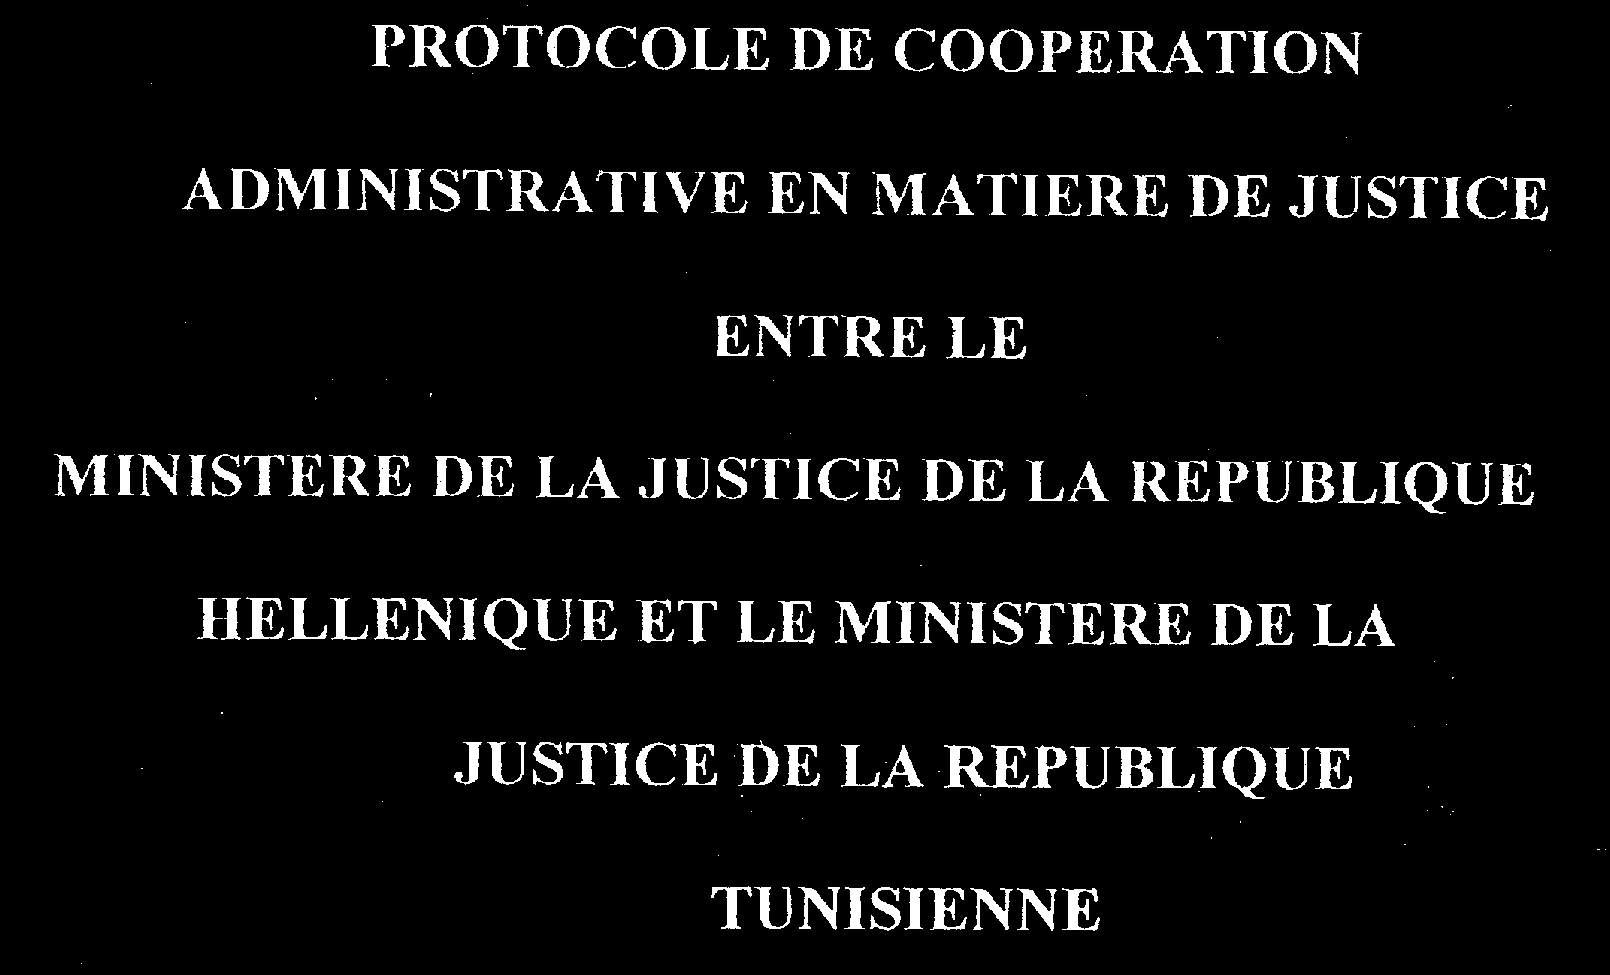 PROTOCOLE DE COOPERATION
ADMINISTRATIVE EN MATIERE DE JUSTICE
ENTRE LE
MINISTERE DE LA JUSTICE DE LA REPUBLIQUE
HELLENIQUE ET LE MINISTERE DE LA
JUSTICE DE LA REPUBLIQUE
TUNISIENNE